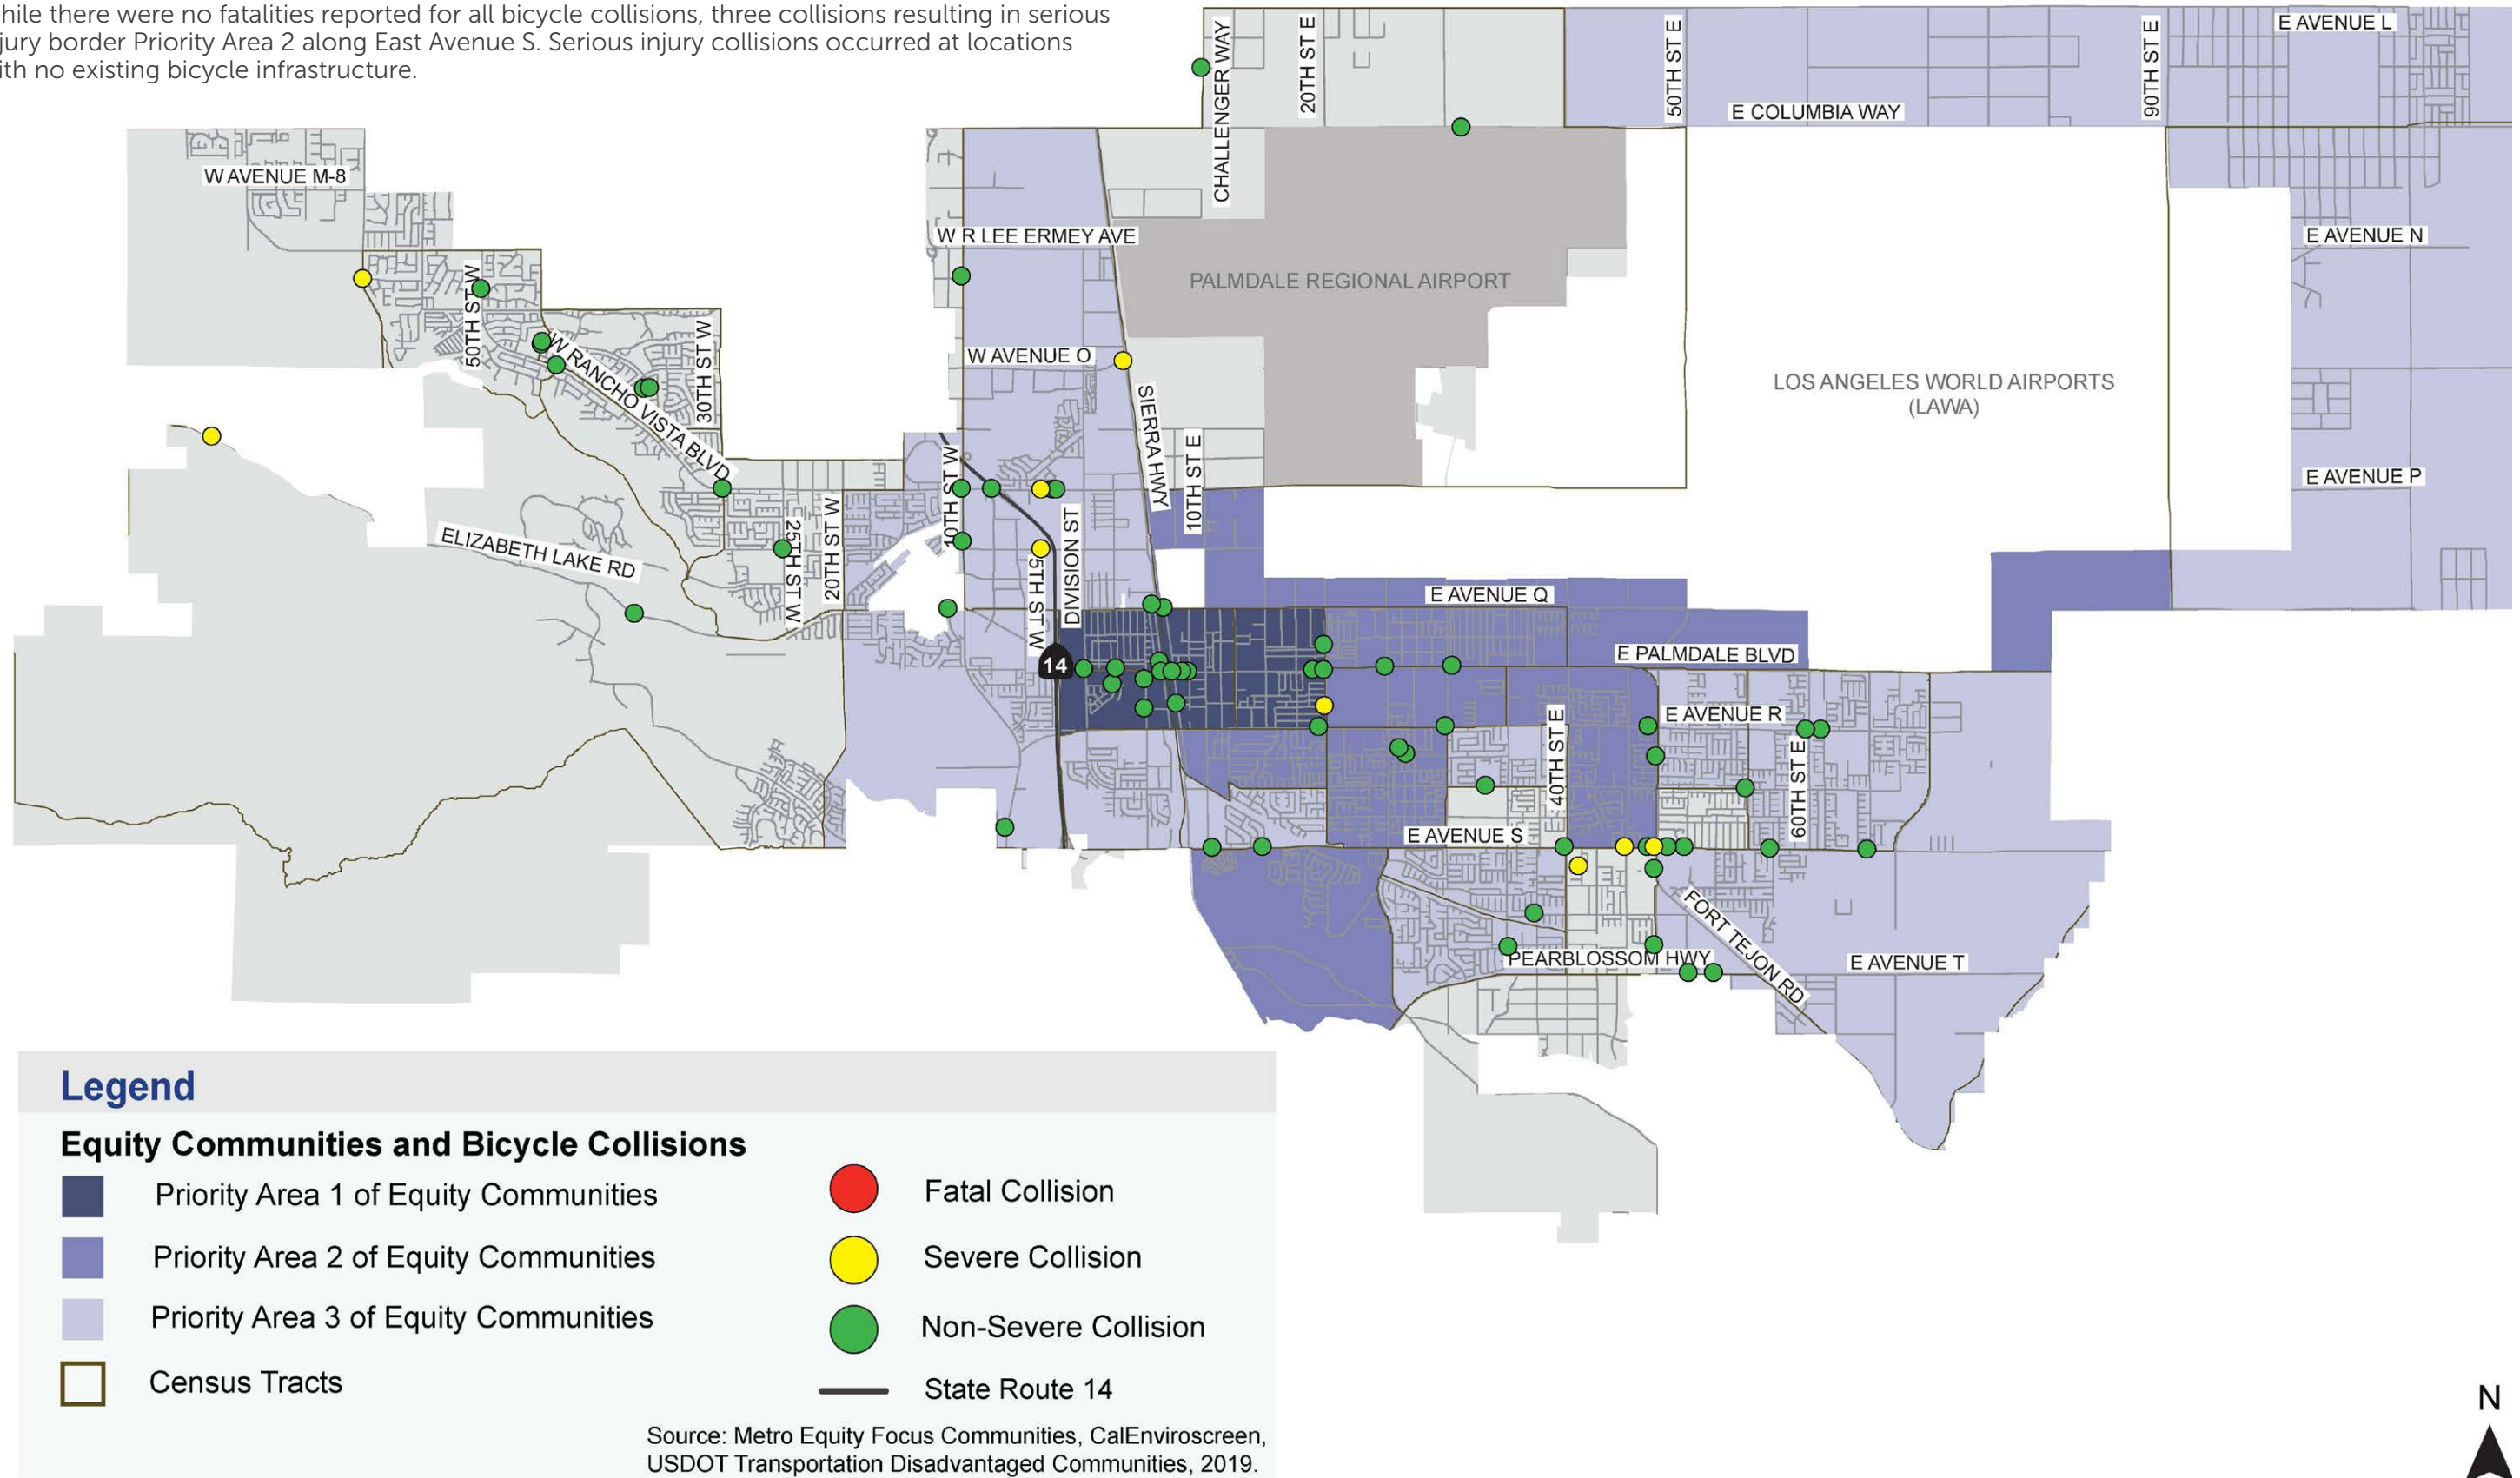 hile there were no fatalities reported for all bicycle collisions, three collisions resulting in serious
jury border Priority Area 2 along East Avenue S. Serious injury collisions occurred at locations
ith no existing bicycle infrastructure.
E AVENUE L
CHALLENGER WAY
20TH ST E
50TH ST E
90TH ST E
E COLUMBIA WAY
W AVENUE M-8
W R LEE ERMEY AVE
E AVENUE N
PALMDALE REGIONAL AIRPORT
50TH ST W
W RANCHO VISTA BLVD
30TH ST W
W AVENUE O
SIERRA HWY
LOS ANGELES WORLD AIRPORTS
(LAWA)
10TH ST W
10TH ST E
E AVENUE P
ELIZABETH LAKE RD
25TH ST W
20TH ST W
5TH ST W
DIVISION ST
E AVENUE Q
14
E PALMDALE BLVD
E AVENUE R
40TH ST E
60TH ST E
E AVENUE S
FORT TEJON RD
PEARBLOSSOM HWY
E AVENUE T
Legend
Equity Communities and Bicycle Collisions
Priority Area 1 of Equity Communities
Priority Area 2 of Equity Communities
Priority Area 3 of Equity Communities
Census Tracts
Fatal Collision
Severe Collision
Non-Severe Collision
State Route 14
Source: Metro Equity Focus Communities, CalEnviroscreen,
USDOT Transportation Disadvantaged Communities, 2019.
N